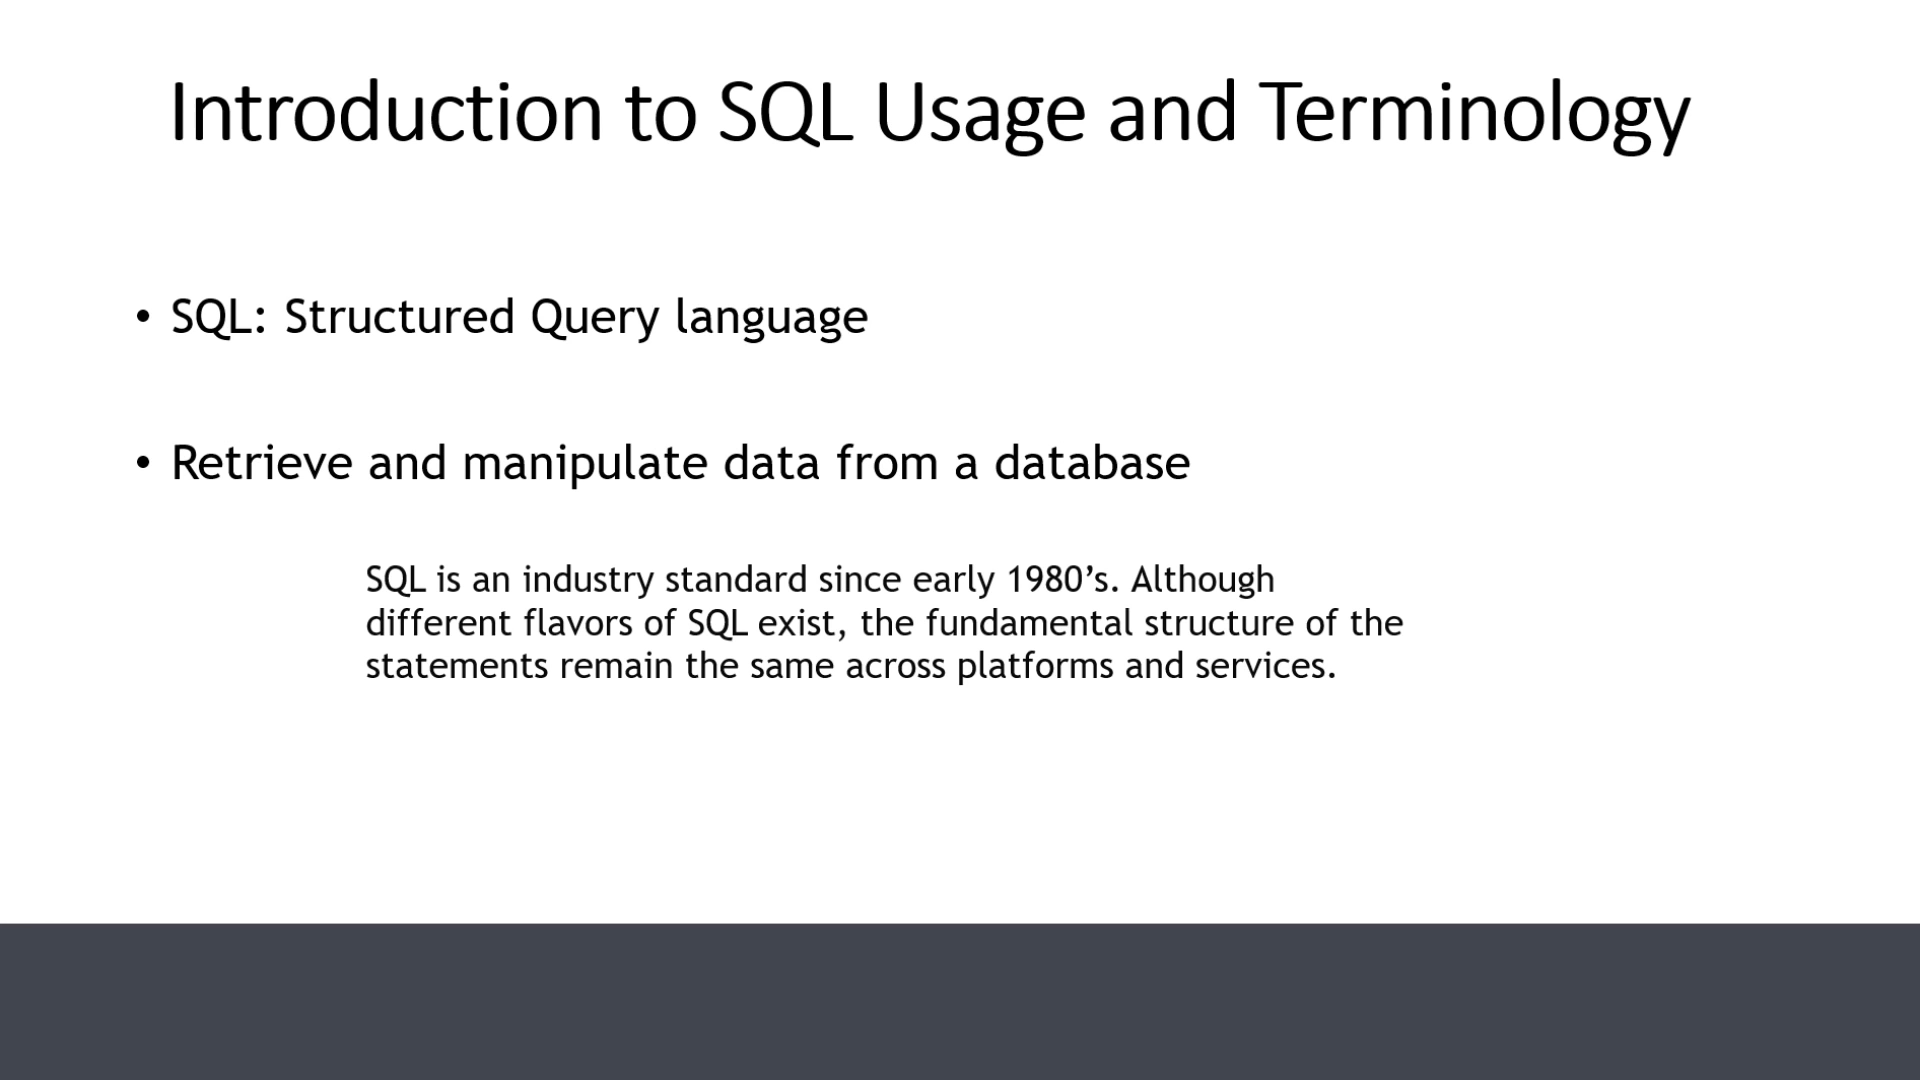 Introduction to SQL Usage and Terminology
• SQL: Structured Query language
• Retrieve and manipulate data from a database
SQL is an industry standard since early 1980’s. Although
different flavors of SQL exist, the fundamental structure of the
statements remain the same across platforms and services.